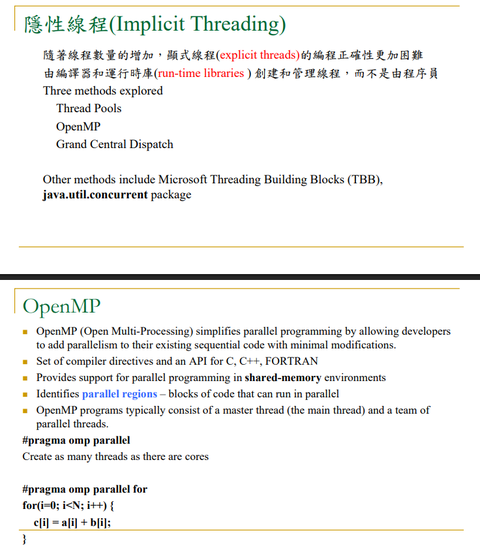 隱性線程(Implicit Threading)
隨著線程數量的增加，顯式線程(explicit threads)的編程正確性更加困難
由編譯器和運行時庫(run-time libraries ) 創建和管理線程，而不是由程序員
Three methods explored
Thread Pools
OpenMP
Grand Central Dispatch
Other methods include Microsoft Threading Building Blocks (TBB),
java.util.concurrent package
OpenMP
OpenMP (Open Multi-Processing) simplifies parallel programming by allowing developers
to add parallelism to their existing sequential code with minimal modifications.
Set of compiler directives and an API for C, C++, FORTRAN
Provides support for parallel programming in shared-memory environments
Identifies parallel regions – blocks of code that can run in parallel
OpenMP programs typically consist of a master thread (the main thread) and a team of
parallel threads.
#pragma omp parallel
Create as many threads as there are cores
#pragma omp parallel for
for(i=0; i<N; i++) {
c[i] = a[i] + b[i];
}